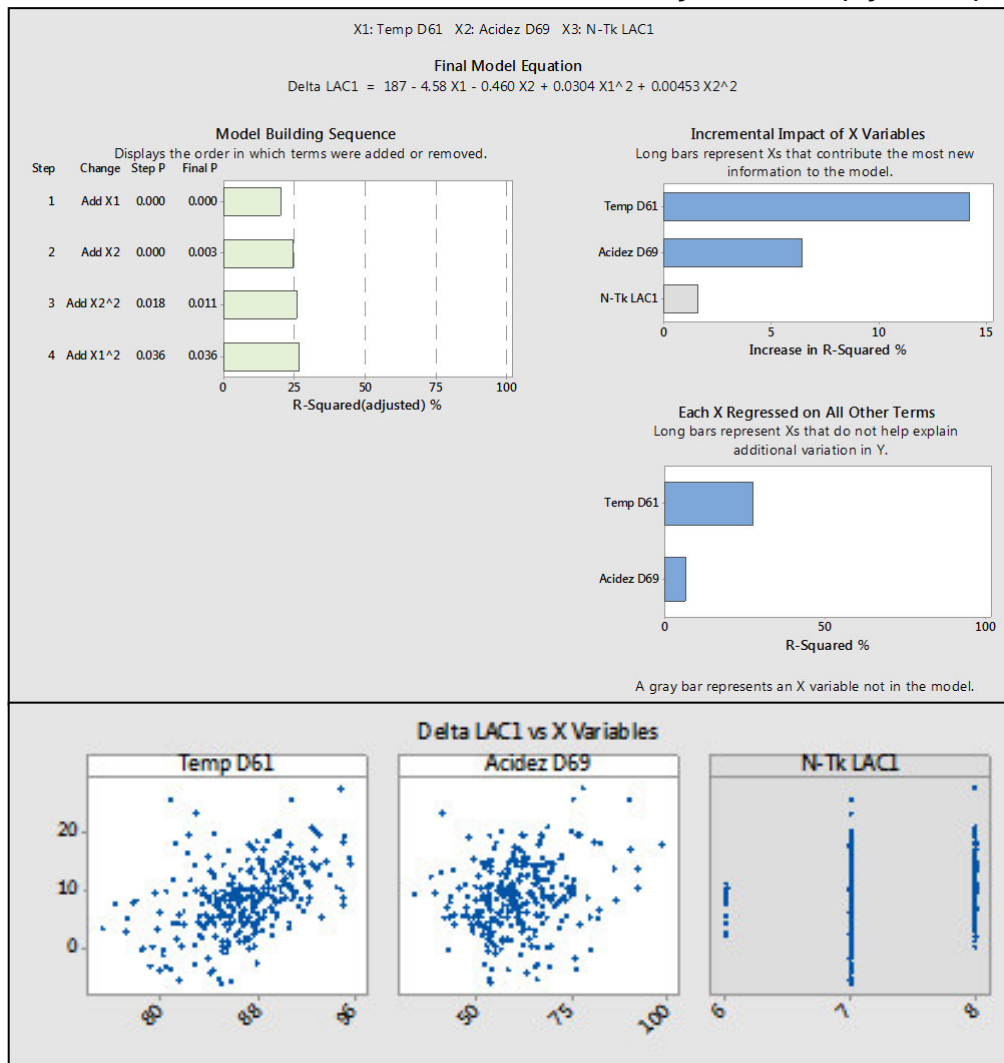 X1: Temp D61 X2: Acidez D69 X3: N-Tk LAC1
Final Model Equation
Delta LAC1 = 187 - 4.58 X1 - 0.460 X2 + 0.0304 X1^2 + 0.00453 X2^2
Model Building Sequence
Displays the order in which terms were added or removed.
Step Change Step P Final P
1 Add X1 0.000 0.000
2 Add X2 0.000 0.003
3 Add X2^2 0.018 0.011
4 Add X1^2 0.036 0.036
0 25 50 75 100
R-Squared(adjusted) %
Incremental Impact of X Variables
Long bars represent Xs that contribute the most new
information to the model.
Temp D61
Acidez D69
N-Tk LAC1
0 5 10 15
Increase in R-Squared %
Each X Regressed on All Other Terms
Long bars represent Xs that do not help explain
additional variation in Y.
Temp D61
Acidez D69
0 50 100
R-Squared %
A gray bar represents an X variable not in the model.
Delta LAC1 vs X Variables
Temp D61 Acidez D69 N-Tk LAC1
20
10
0
80 88 96 50 75 100 6 7 8